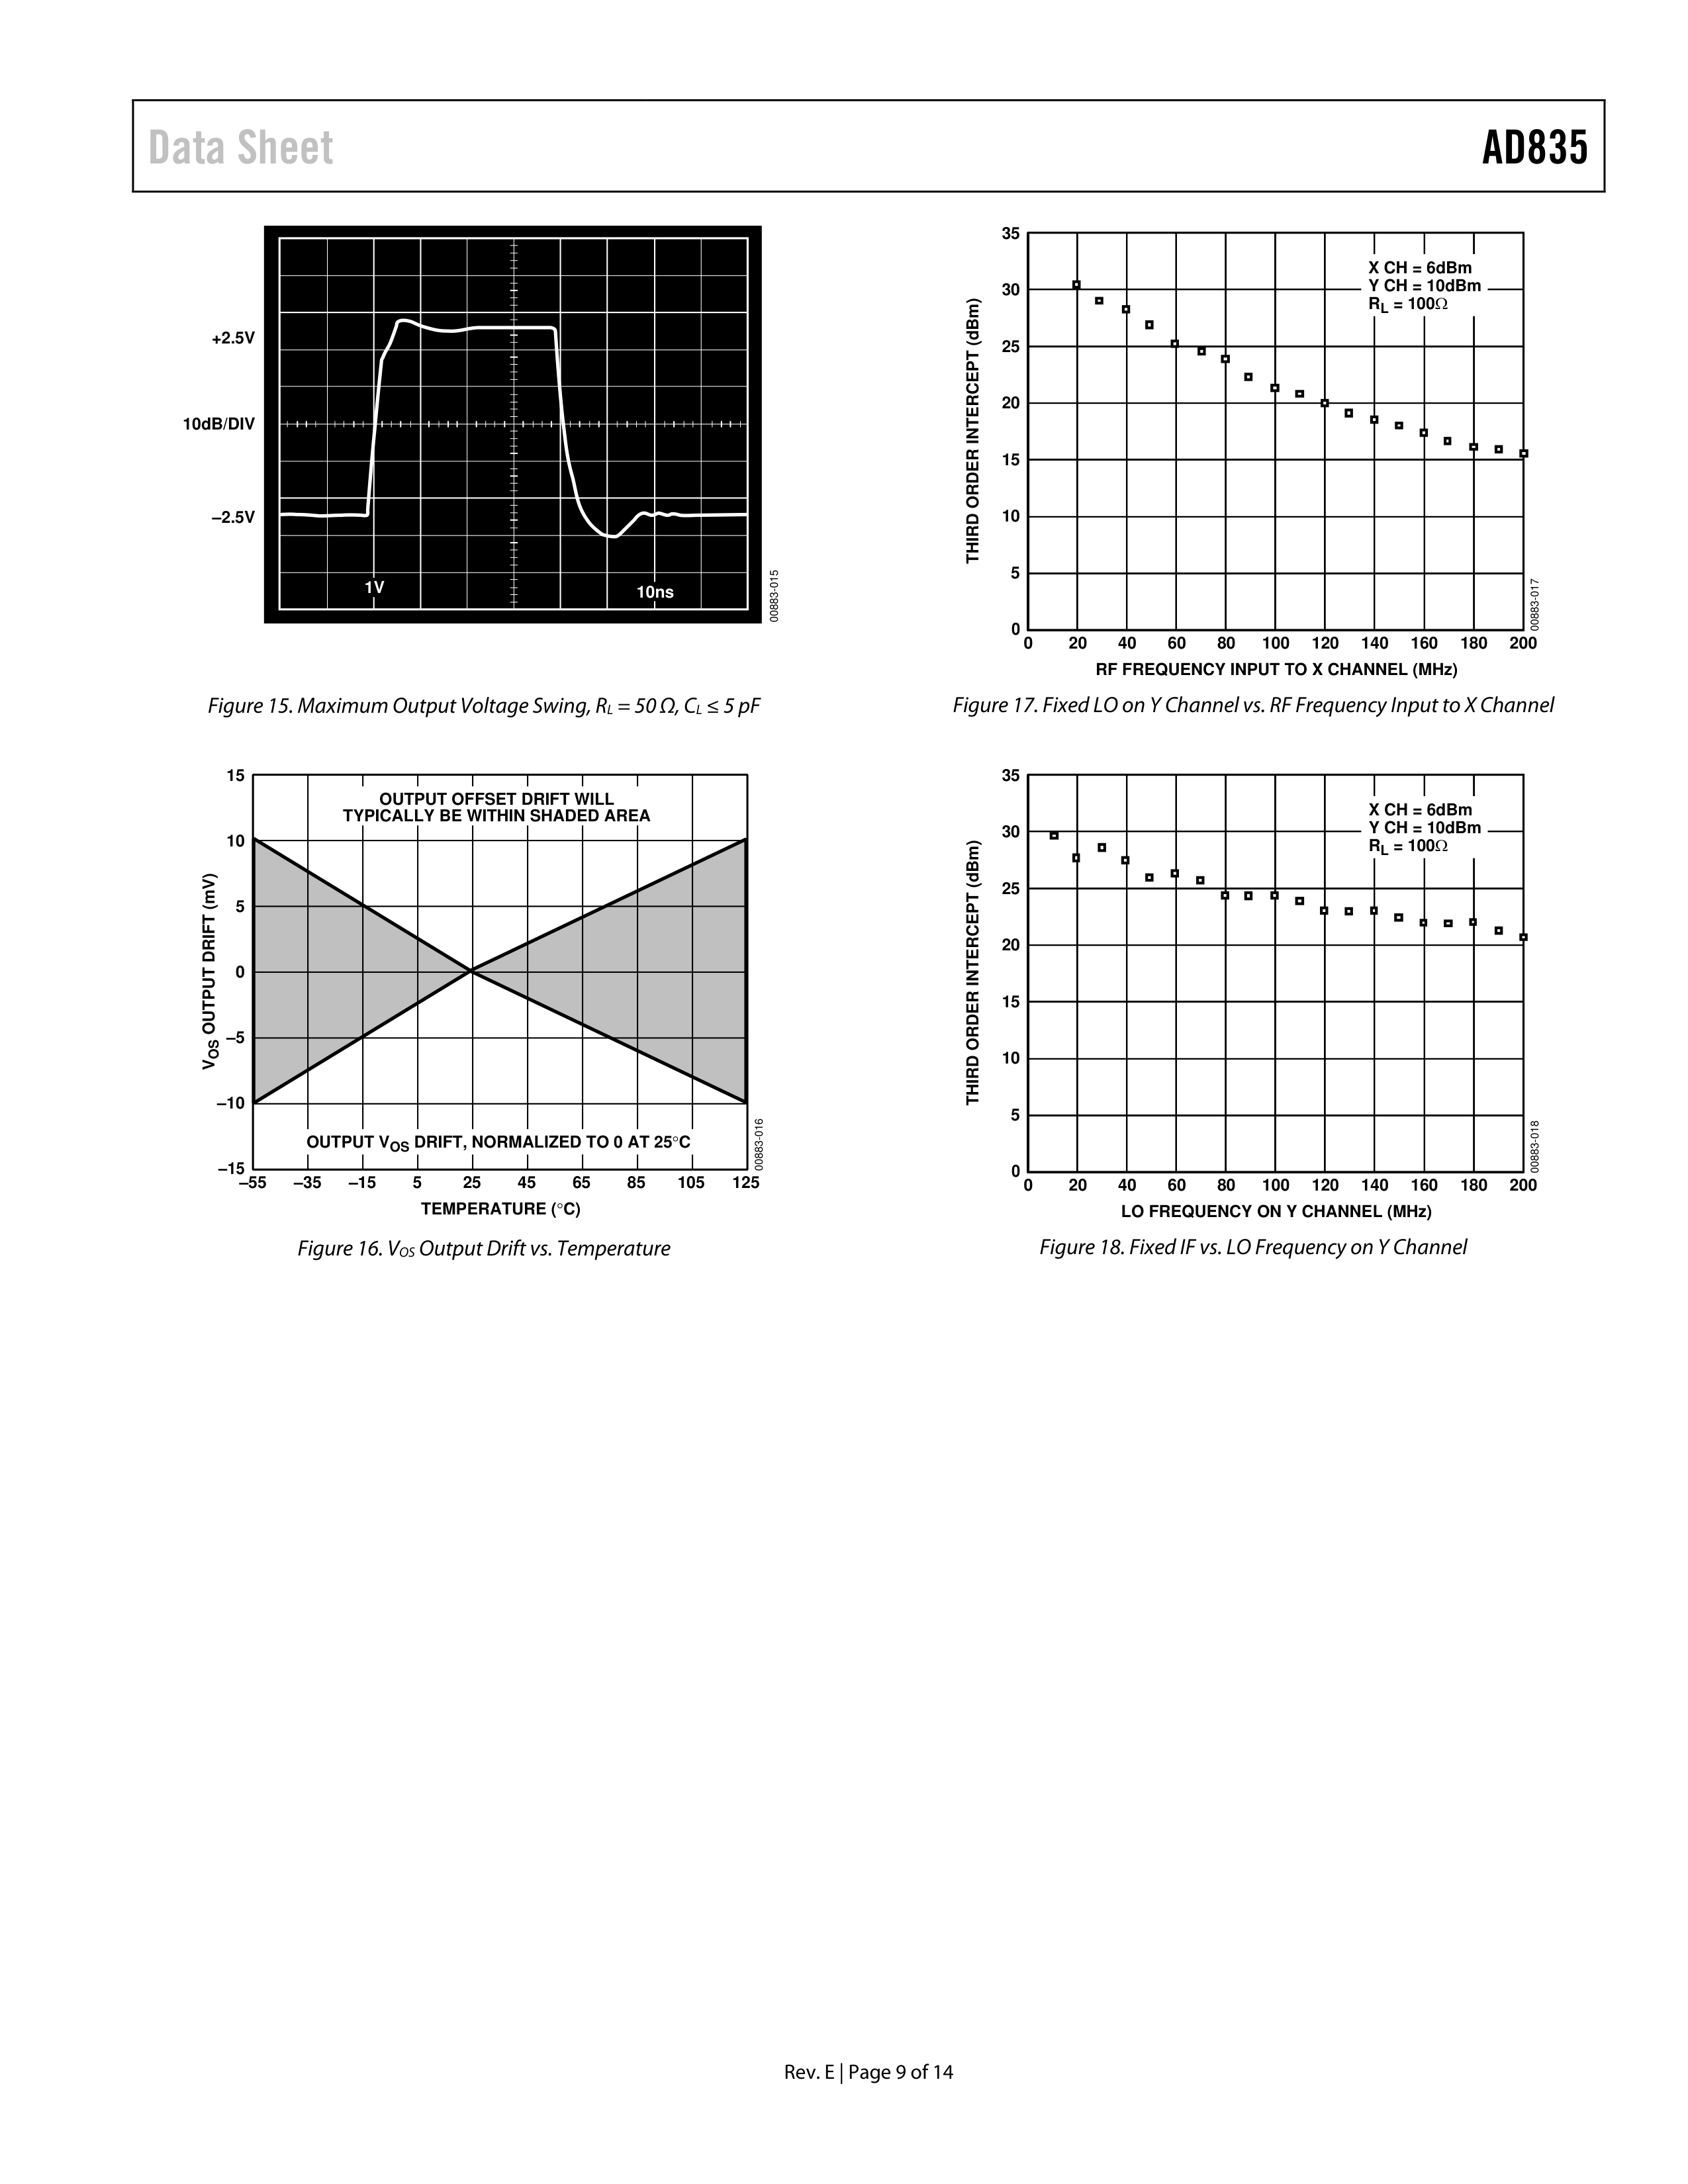 Data Sheet
AD835
+2.5V
10dB/DIV
–2.5V
1V
10ns
00883-015
Figure 15. Maximum Output Voltage Swing, RL = 50 Ω, CL ≤ 5 pF
15
10
5
0
–5
–10
–15
VOS OUTPUT DRIFT (mV)
OUTPUT OFFSET DRIFT WILL
TYPICALLY BE WITHIN SHADED AREA
OUTPUT VOS DRIFT, NORMALIZED TO 0 AT 25°C
–55 –35 –15 5 25 45 65 85 105 125
TEMPERATURE (°C)
00883-016
Figure 16. VOS Output Drift vs. Temperature
35
30
25
20
15
10
5
0
THIRD ORDER INTERCEPT (dBm)
X CH = 6dBm
Y CH = 10dBm
RL = 100Ω
0 20 40 60 80 100 120 140 160 180 200
RF FREQUENCY INPUT TO X CHANNEL (MHz)
00883-017
Figure 17. Fixed LO on Y Channel vs. RF Frequency Input to X Channel
35
30
25
20
15
10
5
0
THIRD ORDER INTERCEPT (dBm)
X CH = 6dBm
Y CH = 10dBm
RL = 100Ω
0 20 40 60 80 100 120 140 160 180 200
LO FREQUENCY ON Y CHANNEL (MHz)
00883-018
Figure 18. Fixed IF vs. LO Frequency on Y Channel
Rev. E | Page 9 of 14